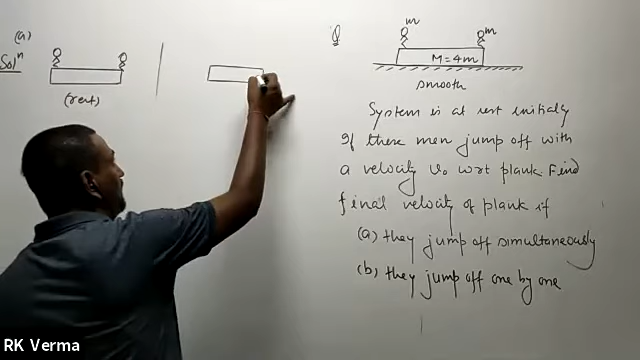 (a)
Solⁿ
(rest)
Q
m
m
M = 4m
smooth
System is at rest initially
If these men jump off with
a velocity v₀ wrt plank. Find
final velocity of plank if
(a) they jump off simultaneously
(b) they jump off one by one
RK Verma